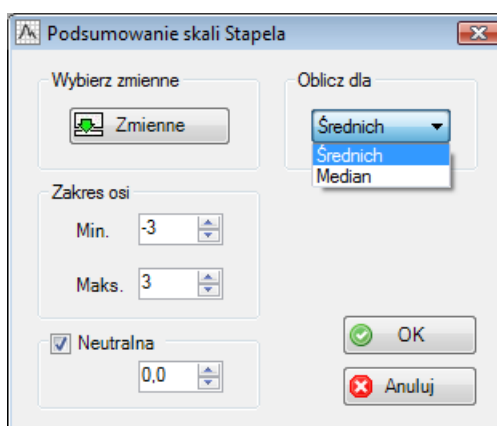 Podsumowanie skali Stapela
Wybierz zmienne
Zmienne
Oblicz dla
Średnich
Średnich
Median
Zakres osi
Min.
-3
Maks.
3
Neutralna
0,0
OK
Anuluj